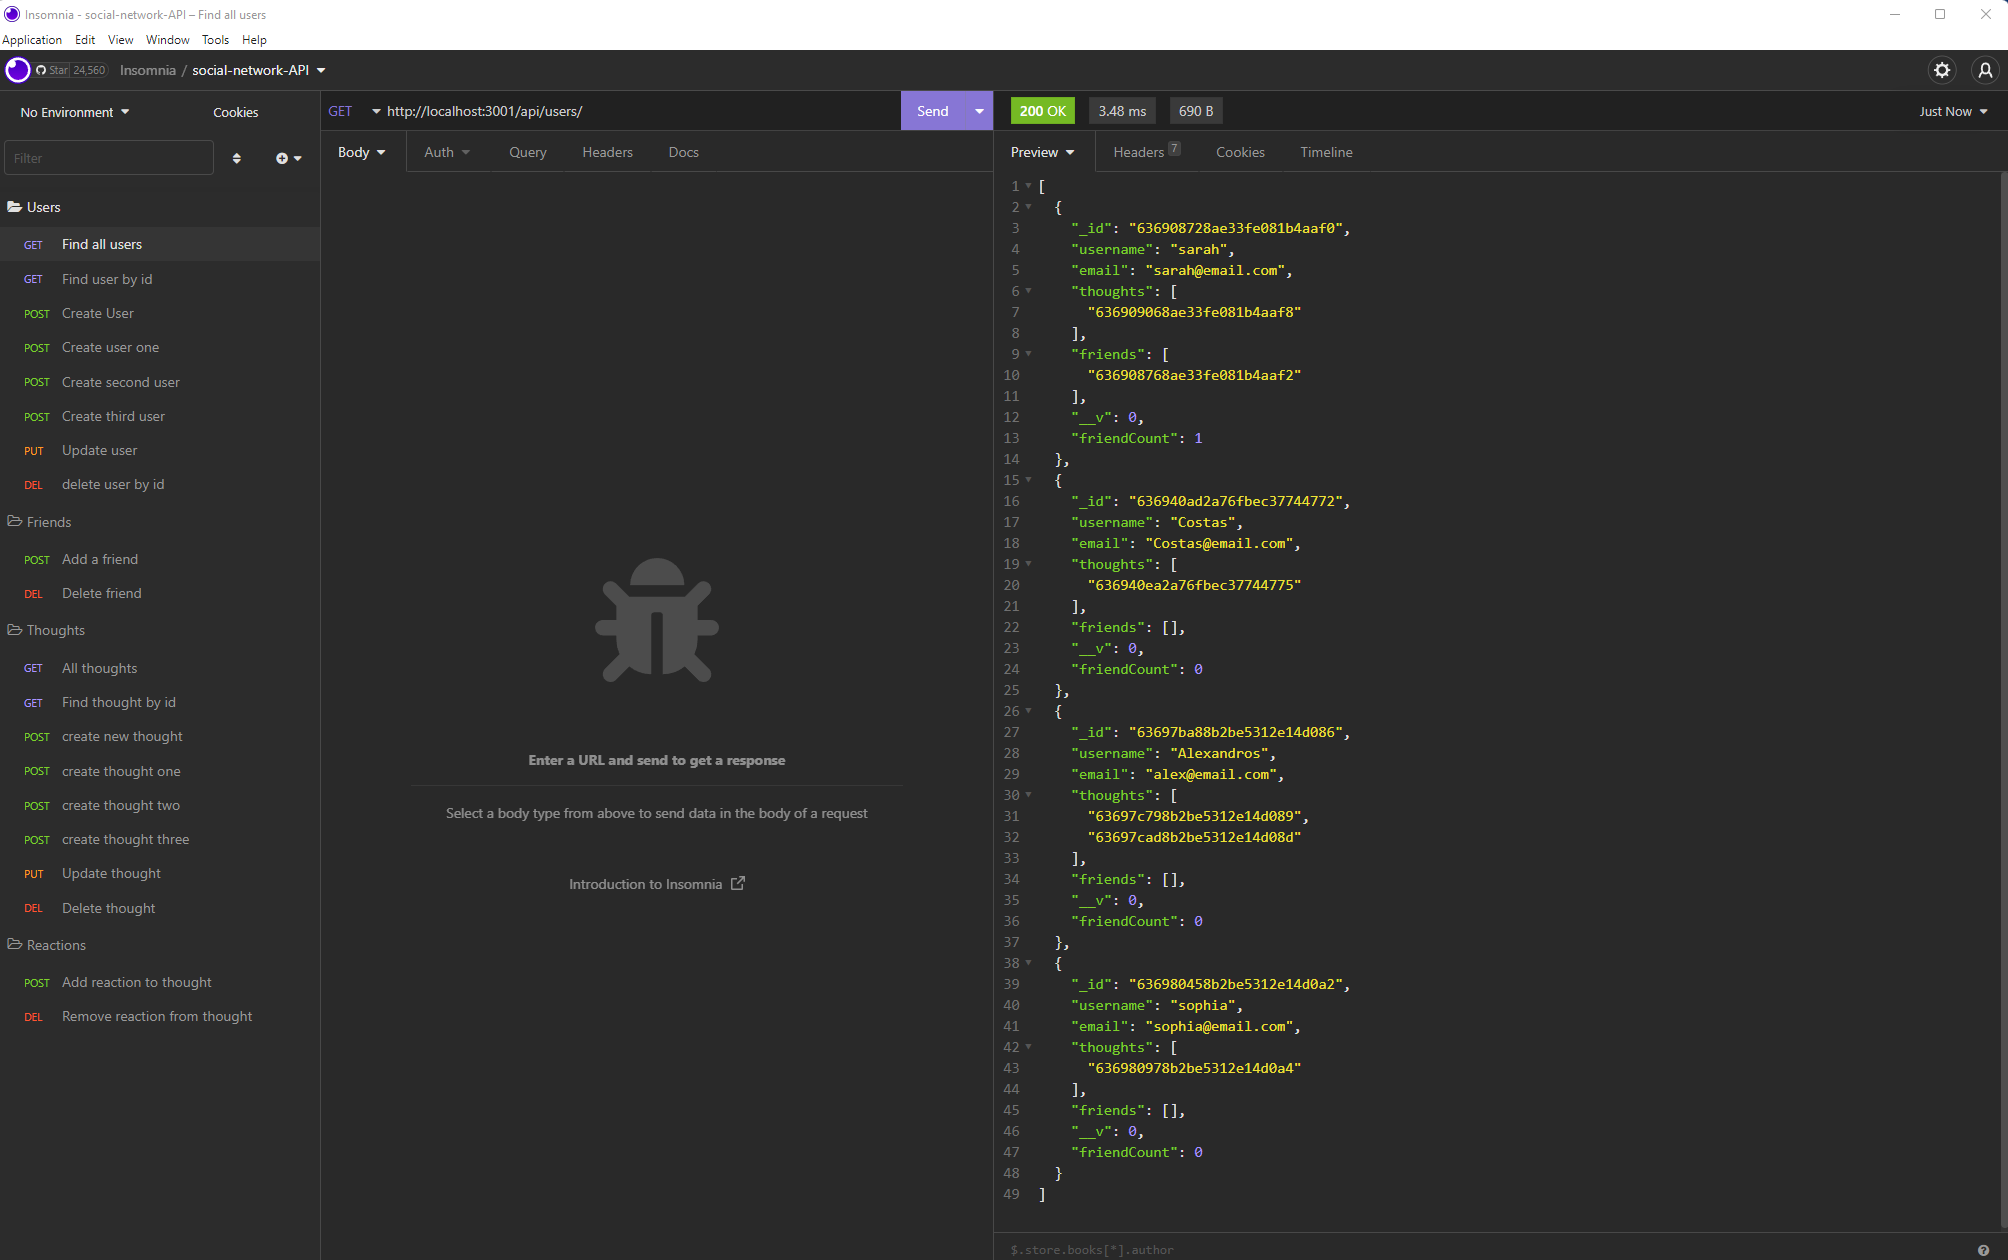 Insomnia - social-network-API – Find all users
Application Edit View Window Tools Help
Star 24,560 Insomnia / social-network-API
No Environment Cookies
Filter
Users
GET Find all users
GET Find user by id
POST Create User
POST Create user one
POST Create second user
POST Create third user
PUT Update user
DEL delete user by id
Friends
POST Add a friend
DEL Delete friend
Thoughts
GET All thoughts
GET Find thought by id
POST create new thought
POST create thought one
POST create thought two
POST create thought three
PUT Update thought
DEL Delete thought
Reactions
POST Add reaction to thought
DEL Remove reaction from thought
GET http://localhost:3001/api/users/ Send
Body Auth Query Headers Docs
Enter a URL and send to get a response
Select a body type from above to send data in the body of a request
Introduction to Insomnia
200 OK 3.48 ms 690 B Just Now
Preview Headers 7 Cookies Timeline
1 [
2 {
3 "_id": "636908728ae33fe081b4aaf0",
4 "username": "sarah",
5 "email": "sarah@email.com",
6 "thoughts": [
7 "636909068ae33fe081b4aaf8"
8 ],
9 "friends": [
10 "636908768ae33fe081b4aaf2"
11 ],
12 "__v": 0,
13 "friendCount": 1
14 },
15 {
16 "_id": "636940ad2a76fbec37744772",
17 "username": "Costas",
18 "email": "Costas@email.com",
19 "thoughts": [
20 "636940ea2a76fbec37744775"
21 ],
22 "friends": [],
23 "__v": 0,
24 "friendCount": 0
25 },
26 {
27 "_id": "63697ba88b2be5312e14d086",
28 "username": "Alexandros",
29 "email": "alex@email.com",
30 "thoughts": [
31 "63697c798b2be5312e14d089",
32 "63697cad8b2be5312e14d08d"
33 ],
34 "friends": [],
35 "__v": 0,
36 "friendCount": 0
37 },
38 {
39 "_id": "636980458b2be5312e14d0a2",
40 "username": "sophia",
41 "email": "sophia@email.com",
42 "thoughts": [
43 "636980978b2be5312e14d0a4"
44 ],
45 "friends": [],
46 "__v": 0,
47 "friendCount": 0
48 }
49 ]
$.store.books[*].author